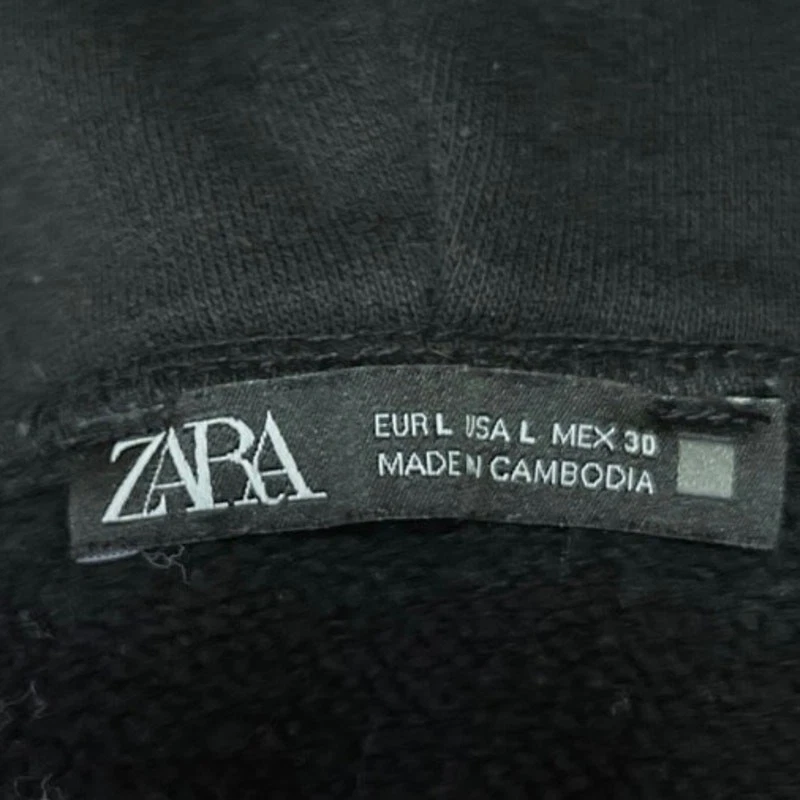 ZARA
EUR L USA L MEX 30
MADE IN CAMBODIA